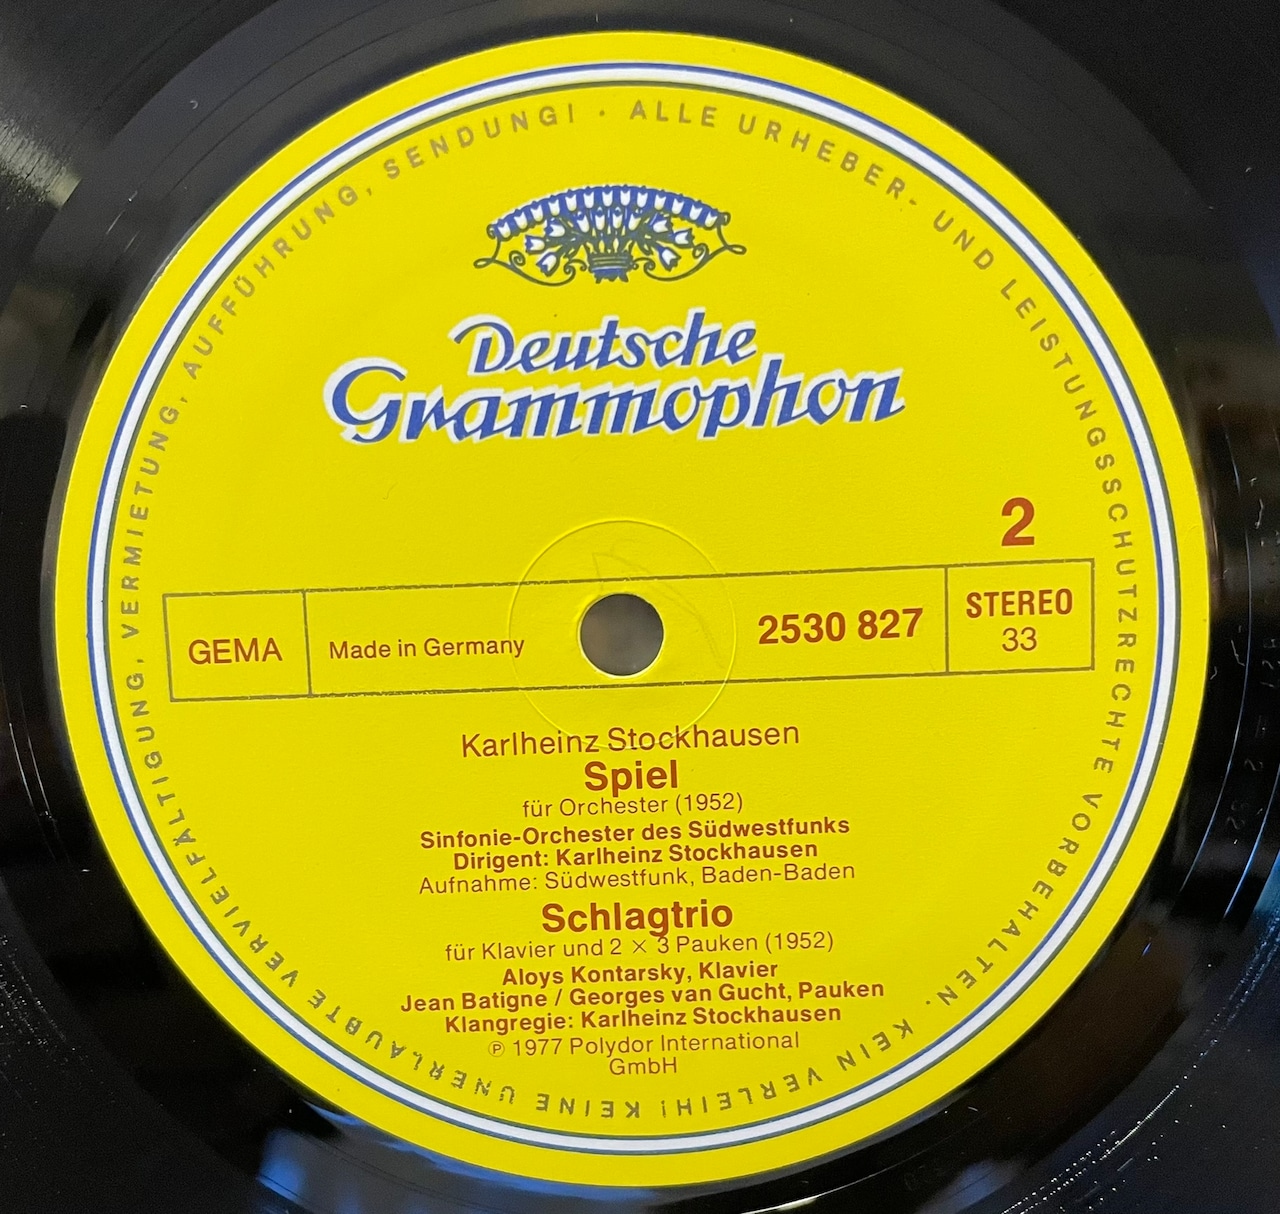 ALLE URHEBER- UND LEISTUNGSSCHUTZRECHTE VORBEHALTEN. KEIN VERLEIH! KEINE UNERLAUBTE VERVIELFÄLTIGUNG, VERMIETUNG, AUFFÜHRUNG, SENDUNG! ·
Deutsche
Grammophon
2
GEMA
Made in Germany
2530 827
STEREO
33
Karlheinz Stockhausen
Spiel
für Orchester (1952)
Sinfonie-Orchester des Südwestfunks
Dirigent: Karlheinz Stockhausen
Aufnahme: Südwestfunk, Baden-Baden
Schlagtrio
für Klavier und 2 × 3 Pauken (1952)
Aloys Kontarsky, Klavier
Jean Batigne / Georges van Gucht, Pauken
Klangregie: Karlheinz Stockhausen
℗ 1977 Polydor International
GmbH